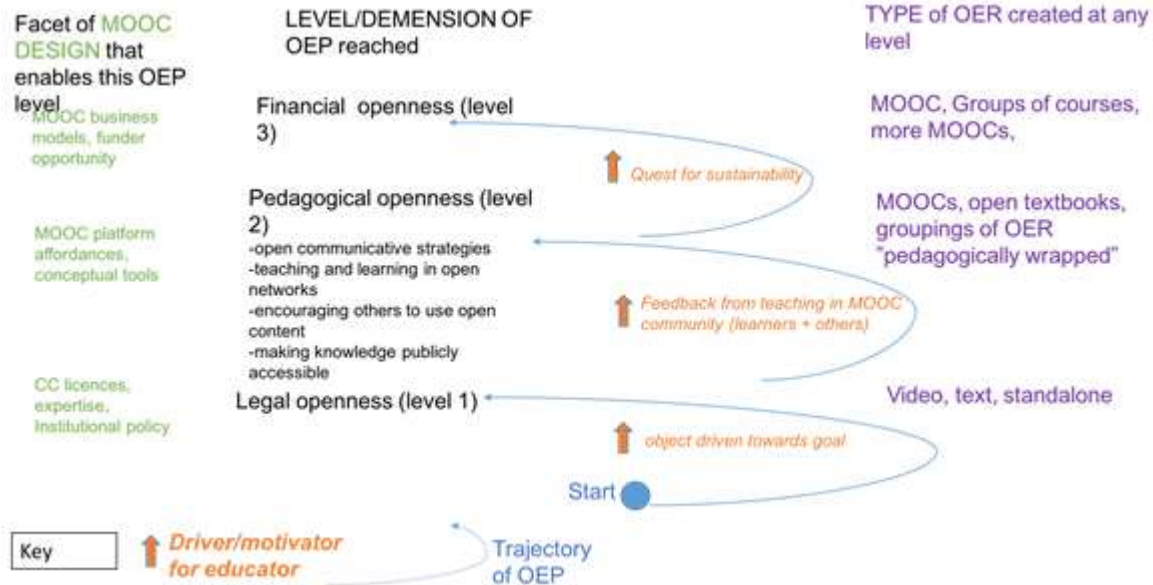 Facet of MOOC
DESIGN that
enables this OEP
level
LEVEL/DEMENSION OF
OEP reached
TYPE of OER created at any
level
MOOC business
models, funder
opportunity
Financial openness (level
3)
MOOC, Groups of courses,
more MOOCs,
Quest for sustainability
MOOC platform
affordances,
conceptual tools
Pedagogical openness (level
2)
-open communicative strategies
-teaching and learning in open
networks
-encouraging others to use open
content
-making knowledge publicly
accessible
MOOCs, open textbooks,
groupings of OER
"pedagogically wrapped"
Feedback from teaching in MOOC
community (learners + others)
CC licences,
expertise,
Institutional policy
Legal openness (level 1)
Video, text, standalone
object driven towards goal
Start
Key
Driver/motivator
for educator
Trajectory
of OEP